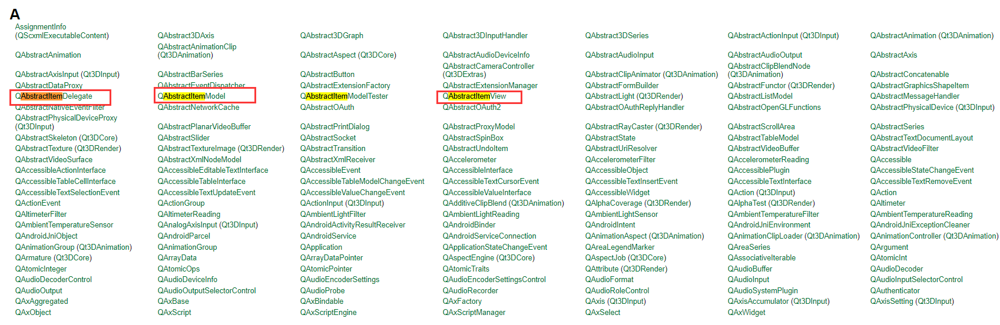 A
AssignmentInfo
(QScxmlExecutableContent) QAbstract3DAxis QAbstract3DGraph QAbstract3DInputHandler QAbstract3DSeries QAbstractActionInput (Qt3DInput) QAbstractAnimation (Qt3DAnimation)
QAbstractAnimationClip
QAbstractAnimation (Qt3DAnimation) QAbstractAspect (Qt3DCore) QAbstractAudioDeviceInfo QAbstractAudioInput QAbstractAudioOutput QAbstractAxis
QAbstractCameraController QAbstractClipBlendNode
QAbstractAxisInput (Qt3DInput) QAbstractBarSeries QAbstractButton (Qt3DExtras) QAbstractClipAnimator (Qt3DAnimation) (Qt3DAnimation) QAbstractConcatenable
QAbstractDataProxy QAbstractEventDispatcher QAbstractExtensionFactory QAbstractExtensionManager QAbstractFormBuilder QAbstractFunctor (Qt3DRender) QAbstractGraphicsShapeItem
QAbstractItemDelegate QAbstractItemModel QAbstractItemModelTester QAbstractItemView QAbstractLight (Qt3DRender) QAbstractListModel QAbstractMessageHandler
QAbstractNativeEventFilter QAbstractNetworkCache QAbstractOAuth QAbstractOAuth2 QAbstractOAuthReplyHandler QAbstractOpenGLFunctions QAbstractPhysicalDevice (Qt3DInput)
QAbstractPhysicalDeviceProxy
(Qt3DInput) QAbstractPlanarVideoBuffer QAbstractPrintDialog QAbstractProxyModel QAbstractRayCaster (Qt3DRender) QAbstractScrollArea QAbstractSeries
QAbstractSkeleton (Qt3DCore) QAbstractSlider QAbstractSocket QAbstractSpinBox QAbstractState QAbstractTableModel QAbstractTextDocumentLayout
QAbstractTexture (Qt3DRender) QAbstractTextureImage (Qt3DRender) QAbstractTransition QAbstractUndoItem QAbstractUriResolver QAbstractVideoBuffer QAbstractVideoFilter
QAbstractVideoSurface QAbstractXmlNodeModel QAbstractXmlReceiver QAccelerometer QAccelerometerFilter QAccelerometerReading QAccessible
QAccessibleActionInterface QAccessibleEditableTextInterface QAccessibleEvent QAccessibleInterface QAccessibleObject QAccessiblePlugin QAccessibleStateChangeEvent
QAccessibleTableCellInterface QAccessibleTableInterface QAccessibleTableModelChangeEvent QAccessibleTextCursorEvent QAccessibleTextInsertEvent QAccessibleTextInterface QAccessibleTextRemoveEvent
QAccessibleTextSelectionEvent QAccessibleTextUpdateEvent QAccessibleValueChangeEvent QAccessibleValueInterface QAccessibleWidget QAction (Qt3DInput) QAction
QActionEvent QActionGroup QActionInput (Qt3DInput) QAdditiveClipBlend (Qt3DAnimation) QAlphaCoverage (Qt3DRender) QAlphaTest (Qt3DRender) QAltimeter
QAltimeterFilter QAltimeterReading QAmbientLightFilter QAmbientLightReading QAmbientLightSensor QAmbientTemperatureFilter QAmbientTemperatureReading
QAmbientTemperatureSensor QAnalogAxisInput (Qt3DInput) QAndroidActivityResultReceiver QAndroidBinder QAndroidIntent QAndroidJniEnvironment QAndroidJniExceptionCleaner
QAndroidJniObject QAndroidParcel QAndroidService QAndroidServiceConnection QAnimationAspect (Qt3DAnimation) QAnimationClipLoader (Qt3DAnimation) QAnimationController (Qt3DAnimation)
QAnimationGroup (Qt3DAnimation) QAnimationGroup QApplication QApplicationStateChangeEvent QAreaLegendMarker QAreaSeries QArgument
QArmature (Qt3DCore) QArrayData QArrayDataPointer QAspectEngine (Qt3DCore) QAspectJob (Qt3DCore) QAssociativeIterable QAtomicInt
QAtomicInteger QAtomicOps QAtomicPointer QAtomicTraits QAttribute (Qt3DRender) QAudioBuffer QAudioDecoder
QAudioDecoderControl QAudioDeviceInfo QAudioEncoderSettings QAudioEncoderSettingsControl QAudioFormat QAudioInput QAudioInputSelectorControl
QAudioOutput QAudioOutputSelectorControl QAudioProbe QAudioRecorder QAudioRoleControl QAudioSystemPlugin QAuthenticator
QAxAggregated QAxBase QAxBindable QAxFactory QAxis (Qt3DInput) QAxisAccumulator (Qt3DInput) QAxisSetting (Qt3DInput)
QAxObject QAxScript QAxScriptEngine QAxScriptManager QAxSelect QAxWidget